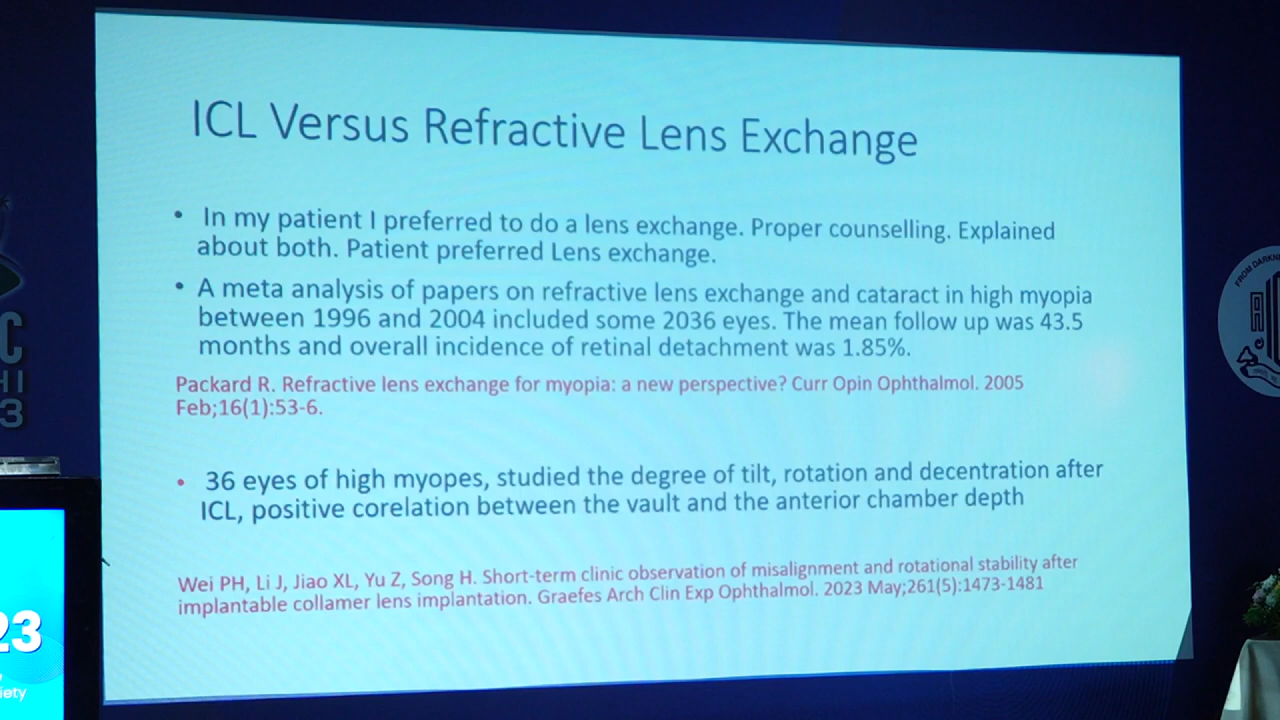 ICL Versus Refractive Lens Exchange
• In my patient I preferred to do a lens exchange. Proper counselling. Explained
about both. Patient preferred Lens exchange.
• A meta analysis of papers on refractive lens exchange and cataract in high myopia
between 1996 and 2004 included some 2036 eyes. The mean follow up was 43.5
months and overall incidence of retinal detachment was 1.85%.
Packard R. Refractive lens exchange for myopia: a new perspective? Curr Opin Ophthalmol. 2005
Feb;16(1):53-6.
• 36 eyes of high myopes, studied the degree of tilt, rotation and decentration after
ICL, positive corelation between the vault and the anterior chamber depth
Wei PH, Li J, Jiao XL, Yu Z, Song H. Short-term clinic observation of misalignment and rotational stability after
implantable collamer lens implantation. Graefes Arch Clin Exp Ophthalmol. 2023 May;261(5):1473-1481
C
HI
3
23
iety
FROM DARKN